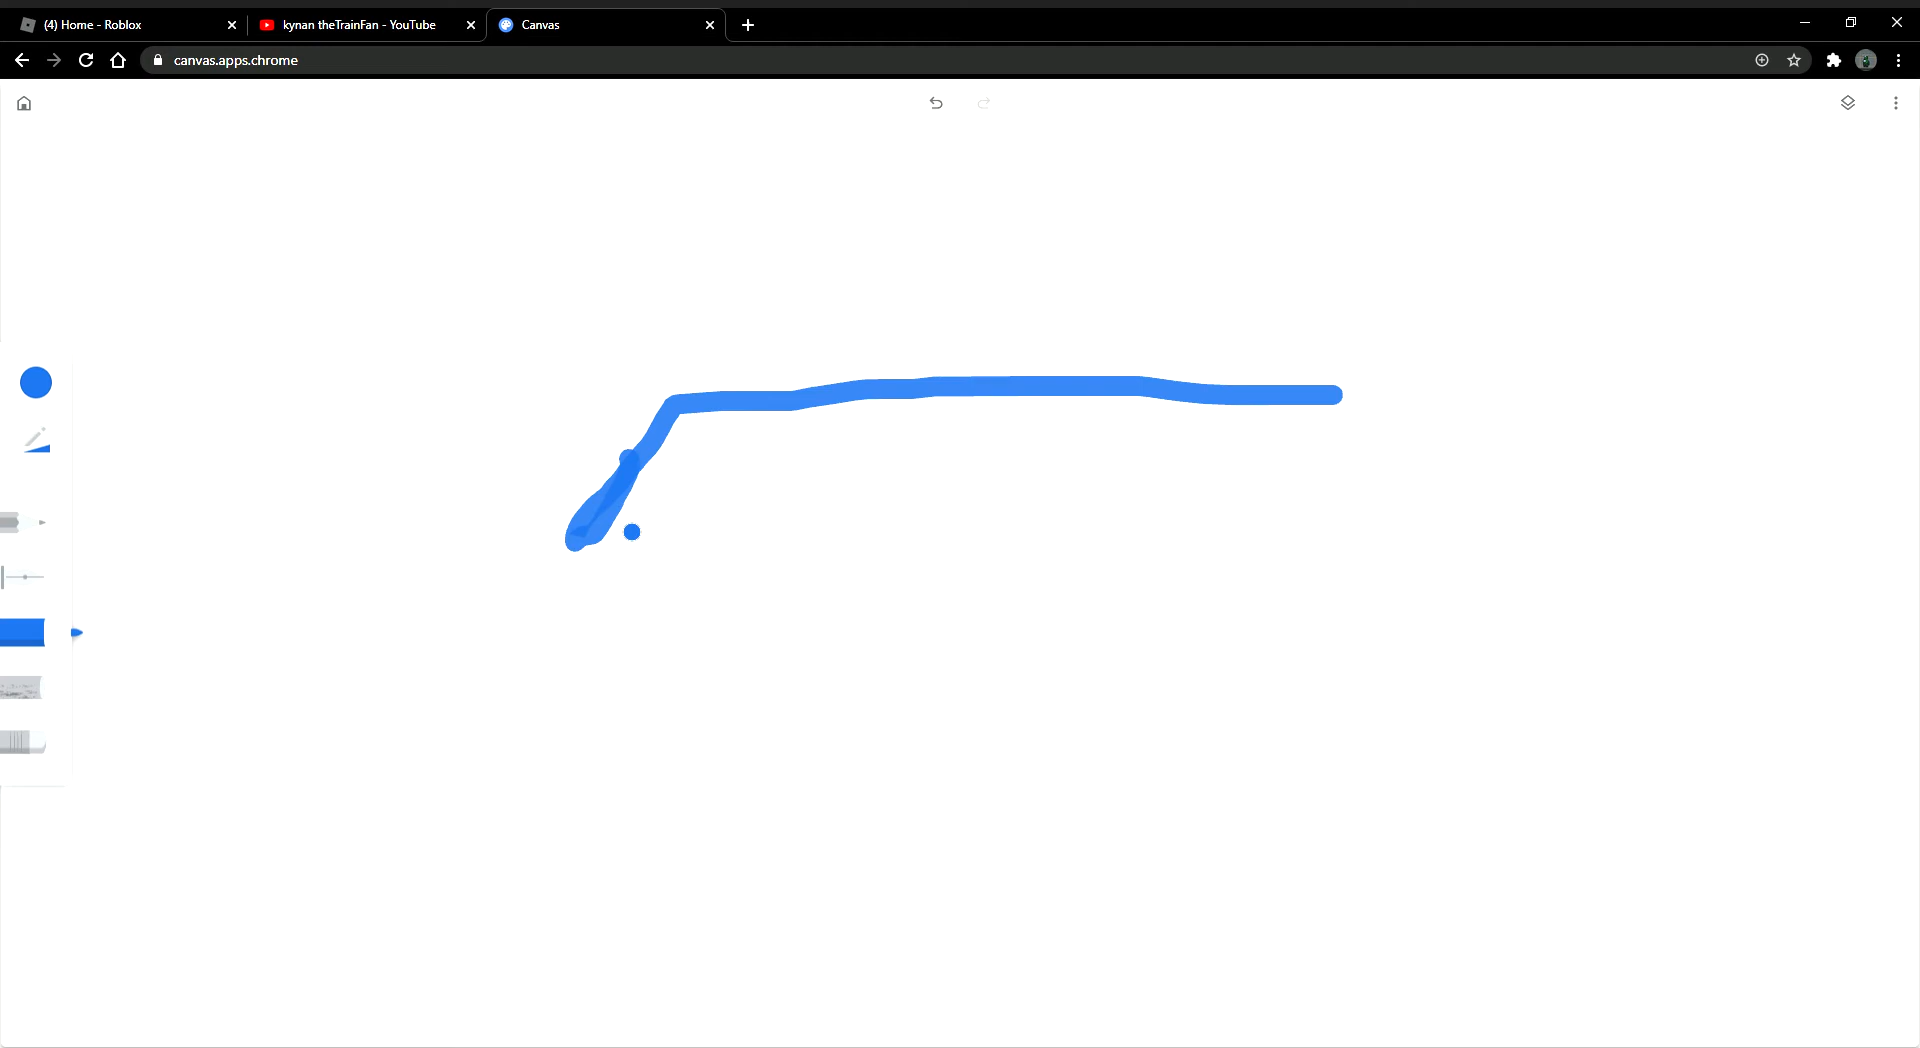 (4) Home - Roblox
kynan theTrainFan - YouTube
Canvas
canvas.apps.chrome